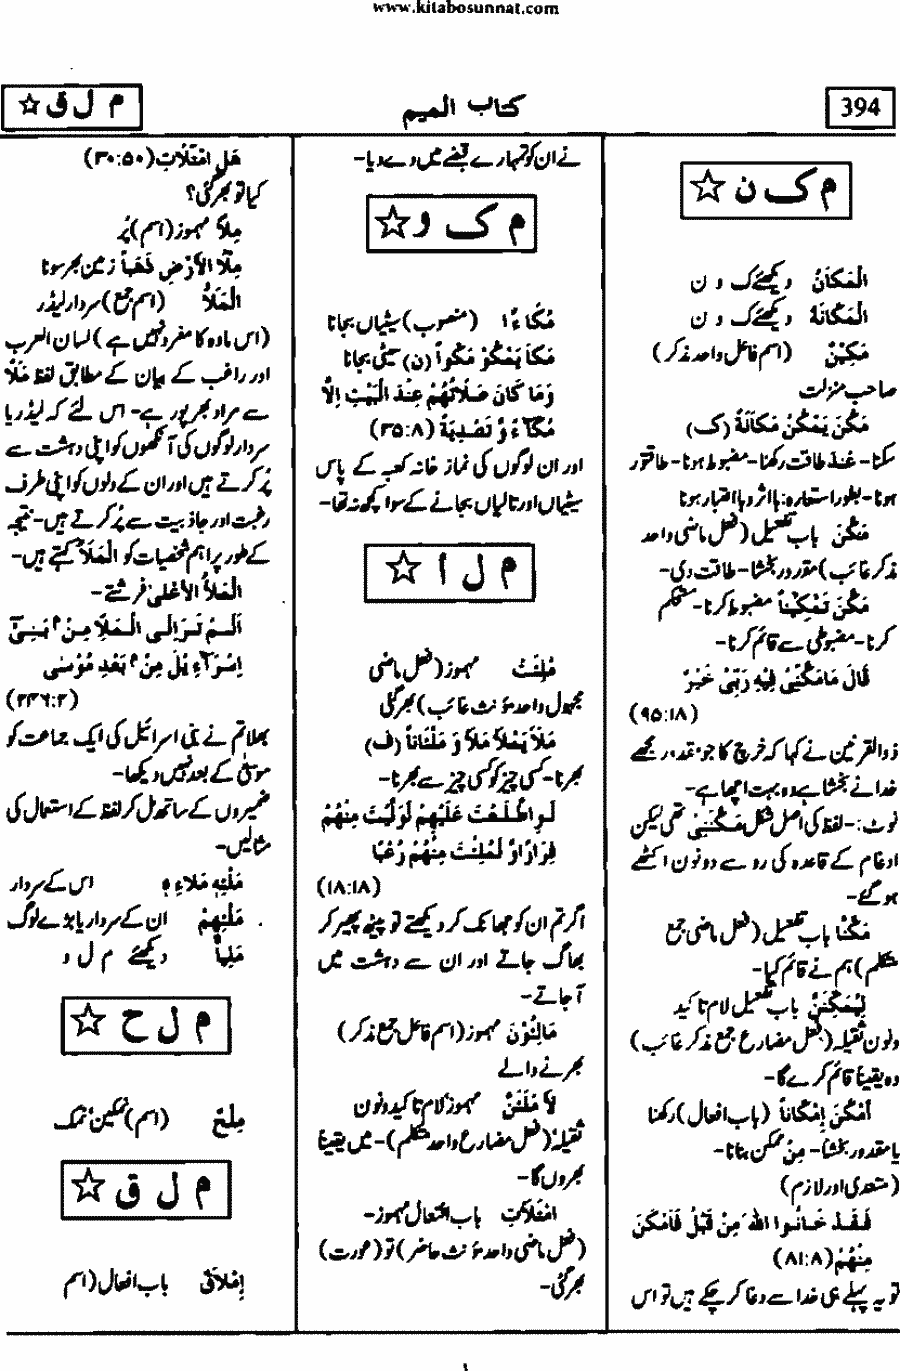 www.kitabosunnat.com
394
کتاب المیم
م ل ق ☆
م ک ن ☆
اَلْمَکَانُ دیکھئے ک و ن
اَلْمَکَانَۃُ دیکھئے ک و ن
مَکِیْنٌ (اسم فاعل واحد مذکر)
صاحب منزلت
مَکُنَ یَمْکُنُ مَکَانَۃً (ک)
سکنا- عند طاقت رکھنا- مضبوط ہونا- طاقتور
ہونا- بطور استعارہ: بااثر و بااختیار ہونا
مَکَّنَ باب تفعیل (فعل ماضی واحد
مذکر غائب) مقدور بخشا- طاقت دی-
مَکَّنَ تَمْکِیْناً مضبوط کرنا- مستحکم
کرنا- مضبوطی سے قائم کرنا-
قَالَ مَا مَکَّنِّیْ فِیْهِ رَبِّیْ خَیْرٌ
(۹۵:۱۸)
ذوالقرنین نے کہا کہ خرچ کا جو مقدور مجھے
خدا نے بخشا ہے وہ بہت اچھا ہے-
نوٹ:- لفظ کی اصل شکل مَکَّنَنِیْ تھی لیکن
ادغام کے قاعدہ کی رو سے دو نون اکٹھے
ہو گئے-
مَکَّنَّا باب تفعیل (فعل ماضی جمع
متکلم) ہم نے قائم کیا-
لَیُمَکِّنَنَّ باب تفعیل لام تاکید
ونون ثقیلہ (فعل مضارع جمع مذکر غائب)
وہ یقیناً قائم کرے گا-
اَمْکَنَ اِمْکَاناً (باب افعال) رکھنا
یا مقدور بخشا- مِنْ ممکن بنانا-
(متعدی اور لازم)
فَقَدْ خَانُوا اللّٰہَ مِنْ قَبْلُ فَاَمْکَنَ
مِنْهُمْ (۸۱:۸)
تو یہ پہلے ہی خدا سے دغا کر چکے ہیں تو اس
نے ان کو تمہارے قبضے میں دے دیا-
م ک و ☆
مُکَاءً ا (منصوب) سیٹیاں بجانا
مَکَاَ یَمْکُوْ مَکْواً (ن) سیٹی بجانا
وَمَا کَانَ صَلَاتُهُمْ عِنْدَ الْبَیْتِ اِلاَّ
مُکَآءً وَّ تَصْدِیَۃً (۳۵:۸)
اور ان لوگوں کی نماز خانہ کعبہ کے پاس
سیٹیاں اور تالیاں بجانے کے سوا کچھ نہ تھا-
م ل ا ☆
مُلِئَتْ مہموز (فعل ماضی
مجہول واحد مؤنث غائب) بھر گئی
مَلَأَ یَمْلَأُ مَلْأً وَ مَلْئَاناً (ف)
بھرنا- کسی چیز کو کسی چیز سے بھرنا-
لَوِ اطَّلَعْتَ عَلَیْهِمْ لَوَلَّیْتَ مِنْهُمْ
فِرَارًا وَّ لَمُلِئْتَ مِنْهُمْ رُعْبًا
(۱۸:۱۸)
اگر تم ان کو جھانک کر دیکھتے تو پیٹھ پھیر کر
بھاگ جاتے اور ان سے دہشت میں
آ جاتے-
مَالِئُوْنَ مہموز (اسم فاعل جمع مذکر)
بھرنے والے
لَأَ مْلَئَنَّ مہموز لام تاکید ونون
ثقیلہ (فعل مضارع واحد متکلم)- میں یقیناً
بھروں گا-
امْتَلَأَتِ باب افتعال مہموز-
(فعل ماضی واحد مؤنث حاضر) تو (عورت)
بھر گئی-
هَلِ امْتَلَأْتِ (۳۰:۵۰)
کیا تو بھر گئی؟
مِلْأً مہموز (اسم) پُر
مِلْأَ الْاَرْضِ ذَهَباً زمین بھر سونا
اَلْمَلَأُ (اسم جمع) سردار لیڈر
(اس مادہ کا مفرد نہیں ہے) لسان العرب
اور راغب کے بیان کے مطابق لفظ مَلَأٌ
سے مراد بھرپور ہے- اس لئے کہ لیڈر یا
سردار لوگوں کی آنکھوں کو اپنی دہشت سے
پُر کرتے ہیں اور ان کے دلوں کو اپنی طرف
رغبت اور جاذبیت سے پُر کرتے ہیں- نتیجہ
کے طور پر اہم شخصیات کو اَلْمَلَأُ کہتے ہیں-
اَلْمَلَأُ الْاَعْلٰی فرشتے-
اَلَمْ تَرَ اِلَی الْمَلَأِ مِنْۢ بَنِیْٓ
اِسْرَآءِیْلَ مِنْۢ بَعْدِ مُوْسٰی
(۲۴۶:۲)
بھلا تم نے بنی اسرائیل کی ایک جماعت کو
موسیٰ کے بعد نہیں دیکھا-
ضمیروں کے ساتھ مل کر لفظ کے استعمال کی
مثالیں-
مَلَئِهٖ مَلَاءِ ہٖ اس کے سردار
مَلَئِهِمْ ان کے سردار یا بڑے لوگ
مَلِیاًّ دیکھئے م ل و
م ل ح ☆
مِلْحٌ (اسم) نمکین، نمک
م ل ق ☆
اِمْلَاقٌ باب افعال (اسم